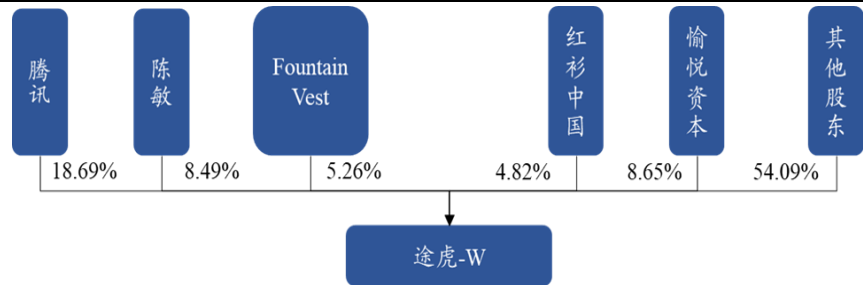 腾讯
陈敏
Fountain
Vest
红杉中国
愉悦资本
其他股东
18.69%
8.49%
5.26%
4.82%
8.65%
54.09%
途虎-W